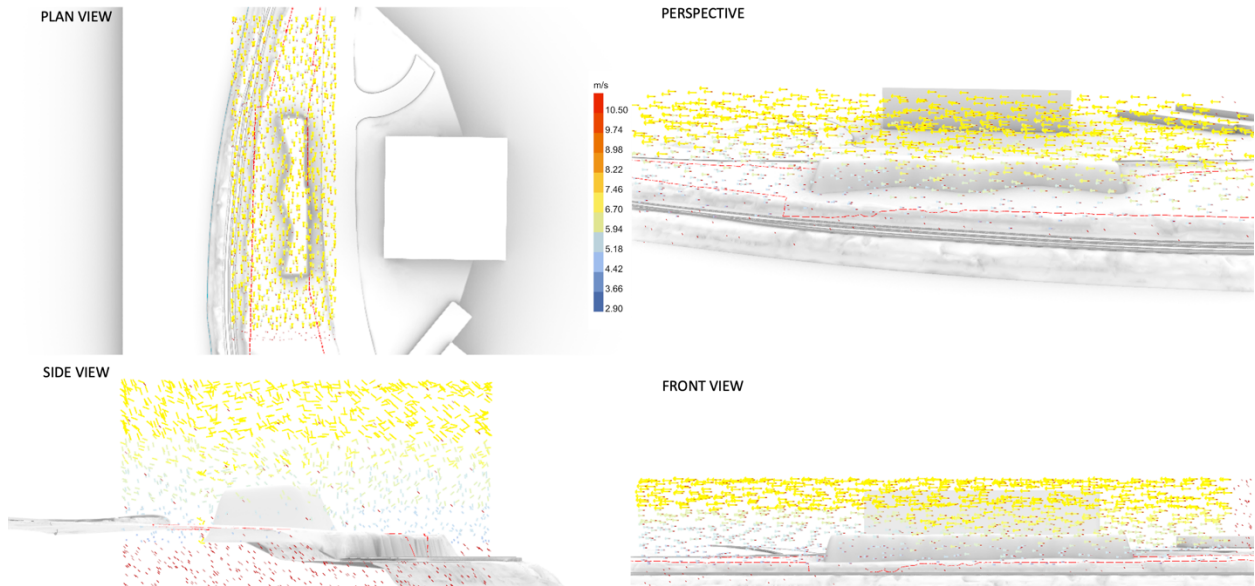 PLAN VIEW
PERSPECTIVE
m/s
10.50
9.74
8.98
8.22
7.46
6.70
5.94
5.18
4.42
3.66
2.90
SIDE VIEW
FRONT VIEW